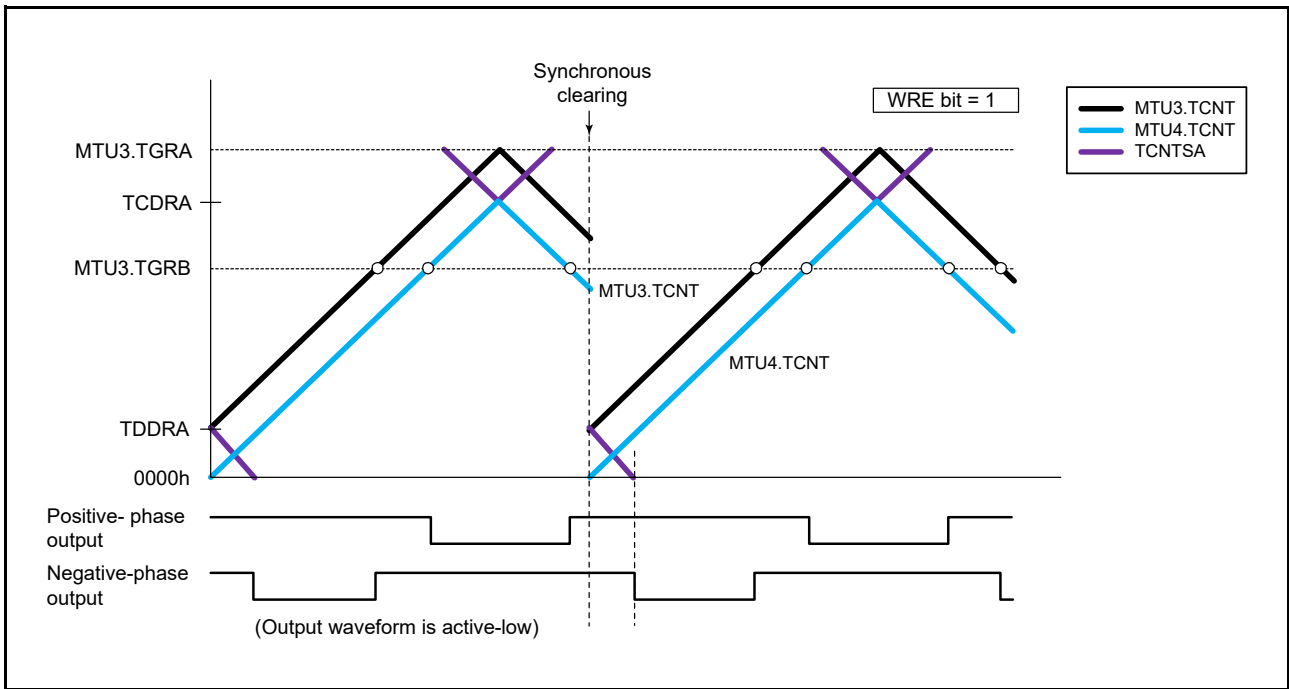 Synchronous
clearing
WRE bit = 1
MTU3.TCNT
MTU4.TCNT
TCNTSA
MTU3.TGRA
TCDRA
MTU3.TGRB
MTU3.TCNT
MTU4.TCNT
TDDRA
0000h
Positive- phase
output
Negative-phase
output
(Output waveform is active-low)